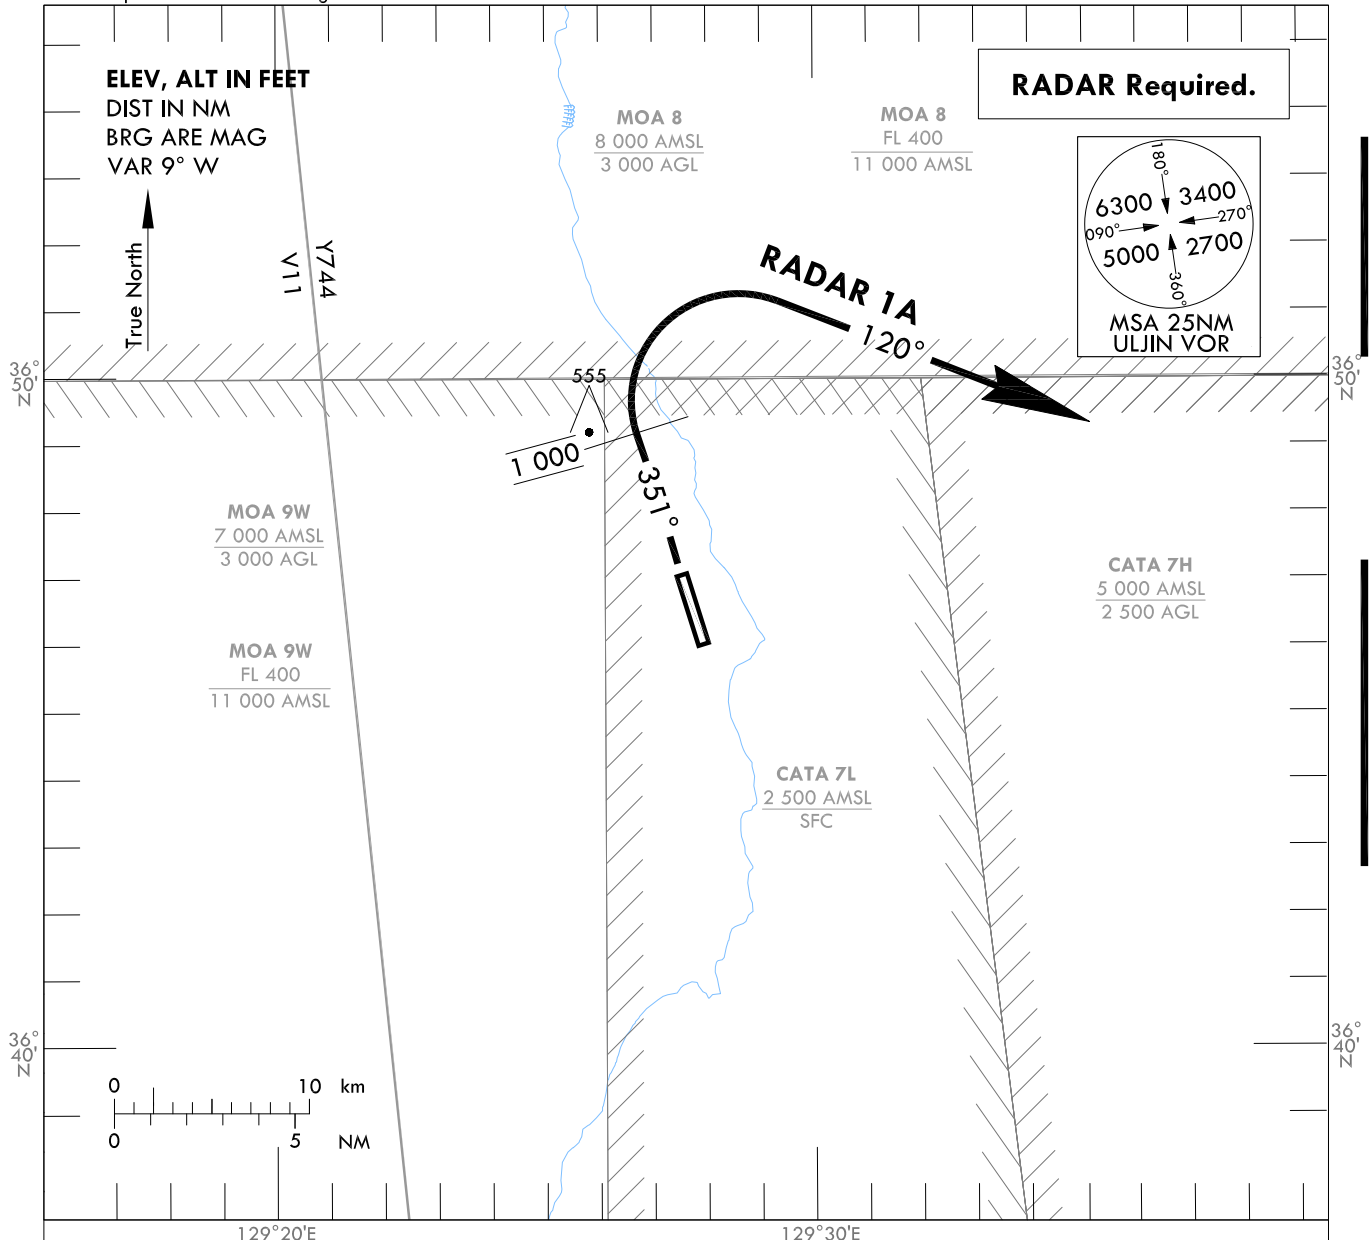 ELEV, ALT IN FEET
DIST IN NM
BRG ARE MAG
VAR 9° W
True North
V11
Y744
MOA 8
8 000 AMSL
3 000 AGL
MOA 8
FL 400
11 000 AMSL
RADAR Required.
180°
6300
3400
270°
090°
5000
2700
360°
MSA 25NM
ULJIN VOR
RADAR 1A
120°
36°
50'
N
36°
50'
N
555
1 000
351°
MOA 9W
7 000 AMSL
3 000 AGL
CATA 7H
5 000 AMSL
2 500 AGL
MOA 9W
FL 400
11 000 AMSL
CATA 7L
2 500 AMSL
SFC
36°
40'
N
36°
40'
N
0 10 km
0 5 NM
129°20'E
129°30'E